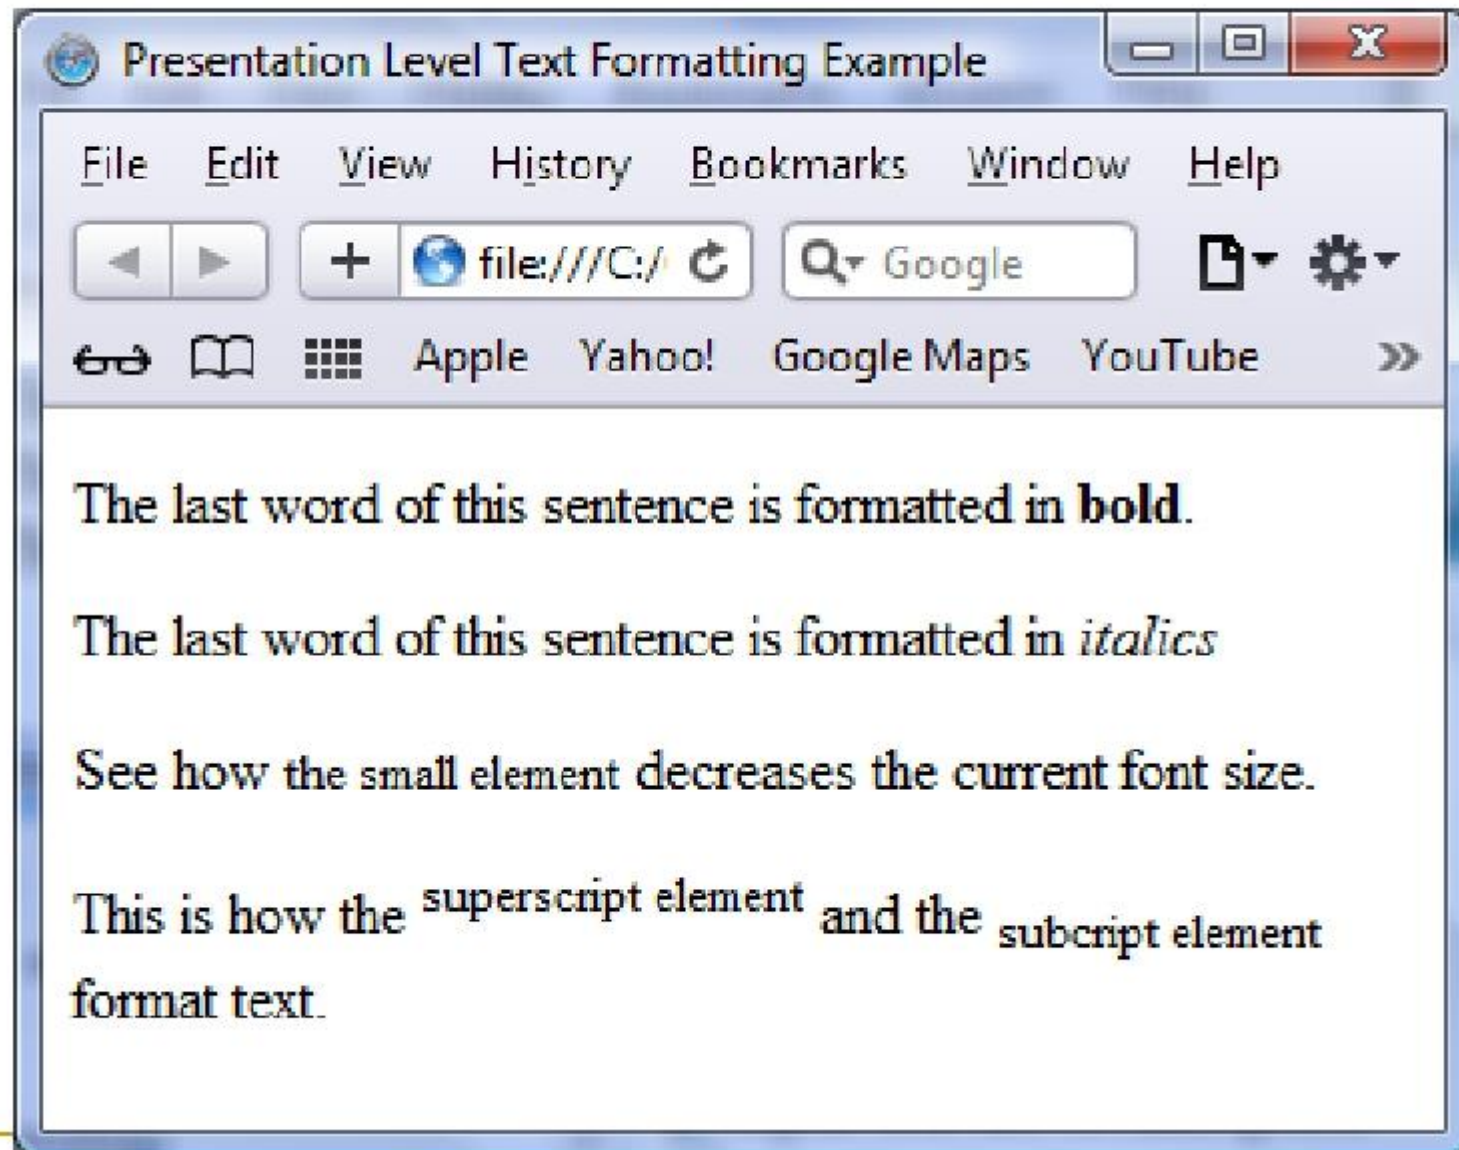 Presentation Level Text Formatting Example
File Edit View History Bookmarks Window Help
file:///C:/ Google
Apple Yahoo! Google Maps YouTube
The last word of this sentence is formatted in bold.
The last word of this sentence is formatted in italics
See how the small element decreases the current font size.
This is how the superscript element and the subcript element
format text.